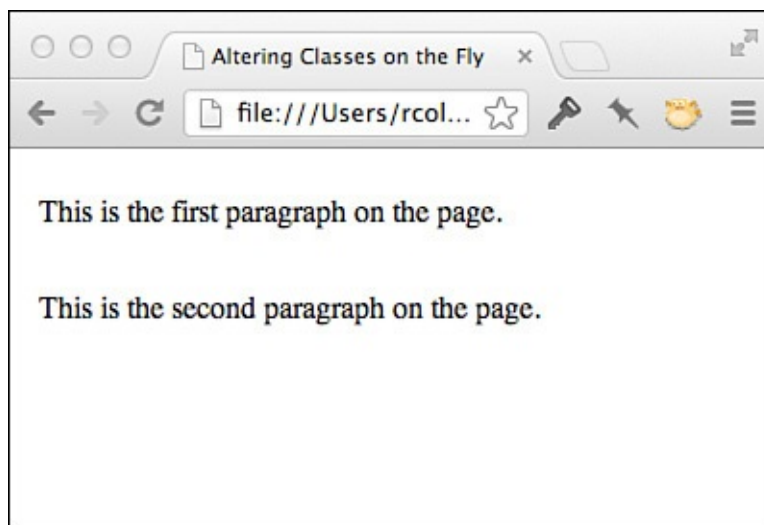 Altering Classes on the Fly
file:///Users/rcol...
This is the first paragraph on the page.
This is the second paragraph on the page.